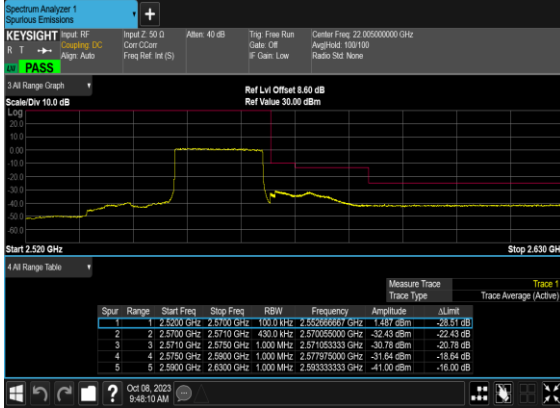 Spectrum Analyzer 1
Spurious Emissions
+
KEYSIGHT Input: RF Input Z: 50 Ω Atten: 40 dB Trig: Free Run Center Freq: 22.005000000 GHz
R T Coupling: DC Corr CCorr Gate: Off Avg|Hold: 100/100
Align: Auto Freq Ref: Int (S) IF Gain: Low Radio Std: None
PASS
3 All Range Graph
Ref Lvl Offset 8.60 dB
Scale/Div 10.0 dB Ref Value 30.00 dBm
Log
20.0
10.0
0.00
-10.0
-20.0
-30.0
-40.0
-50.0
-60.0
Start 2.520 GHz Stop 2.630 GH
4 All Range Table
Measure Trace Trace 1
Trace Type Trace Average (Active)
Spur Range Start Freq Stop Freq RBW Frequency Amplitude ΔLimit
1 1 2.5200 GHz 2.5700 GHz 100.0 kHz 2.552666667 GHz 1.487 dBm -28.51 dB
2 2 2.5700 GHz 2.5710 GHz 430.0 kHz 2.570055000 GHz -32.43 dBm -22.43 dB
3 3 2.5710 GHz 2.5750 GHz 1.000 MHz 2.571053333 GHz -30.78 dBm -20.78 dB
4 4 2.5750 GHz 2.5900 GHz 1.000 MHz 2.577975000 GHz -31.64 dBm -18.64 dB
5 5 2.5900 GHz 2.6300 GHz 1.000 MHz 2.593333333 GHz -41.00 dBm -16.00 dB
? Oct 08, 2023
9:48:10 AM